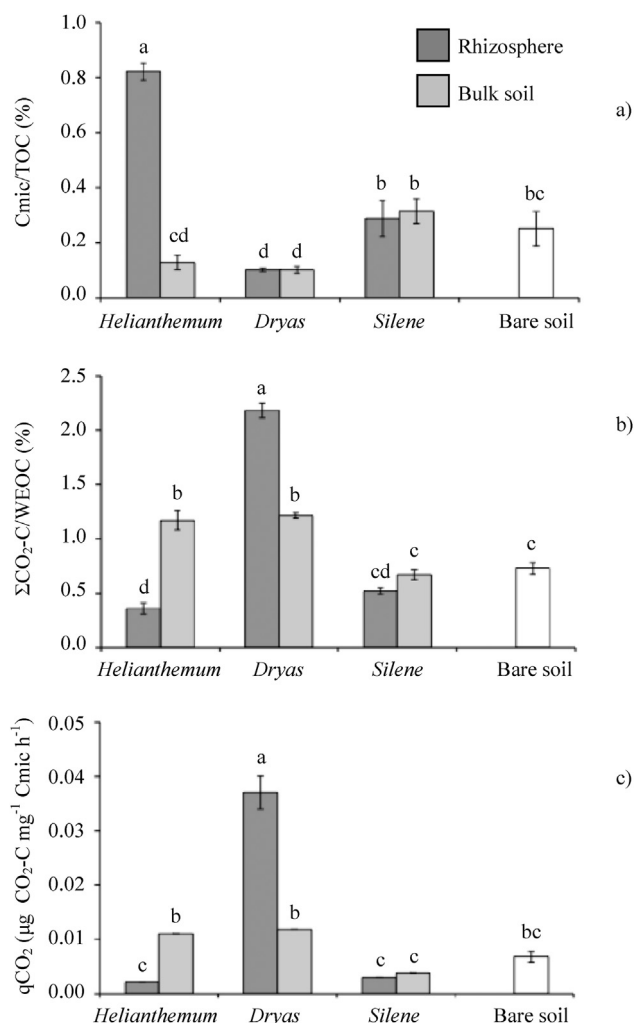 Rhizosphere
Bulk soil
a)
Cmic/TOC (%)
0.0
0.2
0.4
0.6
0.8
1.0
a
cd
d
d
b
b
bc
Helianthemum
Dryas
Silene
Bare soil
b)
ΣCO₂-C/WEOC (%)
0.0
0.5
1.0
1.5
2.0
2.5
d
b
a
b
cd
c
c
Helianthemum
Dryas
Silene
Bare soil
c)
qCO₂ (µg CO₂-C mg⁻¹ Cmic h⁻¹)
0.00
0.01
0.02
0.03
0.04
0.05
c
b
a
b
c
c
bc
Helianthemum
Dryas
Silene
Bare soil